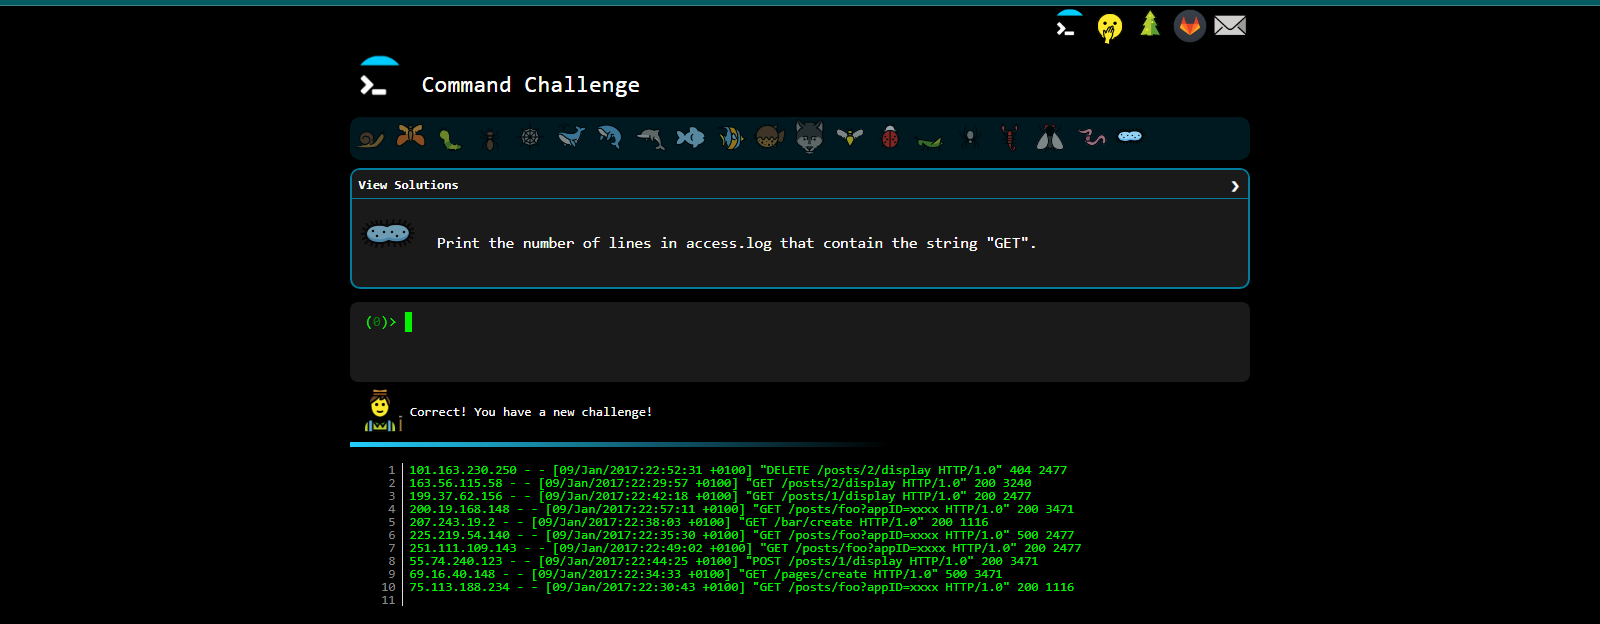 Command Challenge
View Solutions
Print the number of lines in access.log that contain the string "GET".
(0)>
Correct! You have a new challenge!
1 101.163.230.250 - - [09/Jan/2017:22:52:31 +0100] "DELETE /posts/2/display HTTP/1.0" 404 2477
2 163.56.115.58 - - [09/Jan/2017:22:29:57 +0100] "GET /posts/2/display HTTP/1.0" 200 3240
3 199.37.62.156 - - [09/Jan/2017:22:42:18 +0100] "GET /posts/1/display HTTP/1.0" 200 2477
4 200.19.168.148 - - [09/Jan/2017:22:57:11 +0100] "GET /posts/foo?appID=xxxx HTTP/1.0" 200 3471
5 207.243.19.2 - - [09/Jan/2017:22:38:03 +0100] "GET /bar/create HTTP/1.0" 200 1116
6 225.219.54.140 - - [09/Jan/2017:22:35:30 +0100] "GET /posts/foo?appID=xxxx HTTP/1.0" 500 2477
7 251.111.109.143 - - [09/Jan/2017:22:49:02 +0100] "GET /posts/foo?appID=xxxx HTTP/1.0" 200 2477
8 55.74.240.123 - - [09/Jan/2017:22:44:25 +0100] "POST /posts/1/display HTTP/1.0" 200 3471
9 69.16.40.148 - - [09/Jan/2017:22:34:33 +0100] "GET /pages/create HTTP/1.0" 500 3471
10 75.113.188.234 - - [09/Jan/2017:22:30:43 +0100] "GET /posts/foo?appID=xxxx HTTP/1.0" 200 1116
11